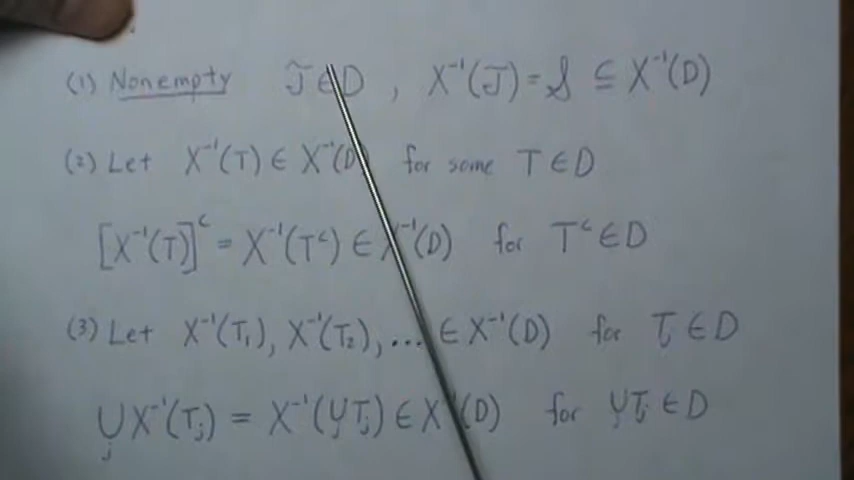 (1) Nonempty J̃ ∈ D , X⁻¹(J̃) = 𝒮 ⊆ X⁻¹(D)
(2) Let X⁻¹(T) ∈ X⁻¹(D) for some T ∈ D
[X⁻¹(T)]ᶜ = X⁻¹(Tᶜ) ∈ X⁻¹(D) for Tᶜ ∈ D
(3) Let X⁻¹(T₁), X⁻¹(T₂), ... ∈ X⁻¹(D) for Tⱼ ∈ D
⋃ⱼ X⁻¹(Tⱼ) = X⁻¹(⋃ⱼ Tⱼ) ∈ X⁻¹(D) for ⋃ⱼ Tⱼ ∈ D